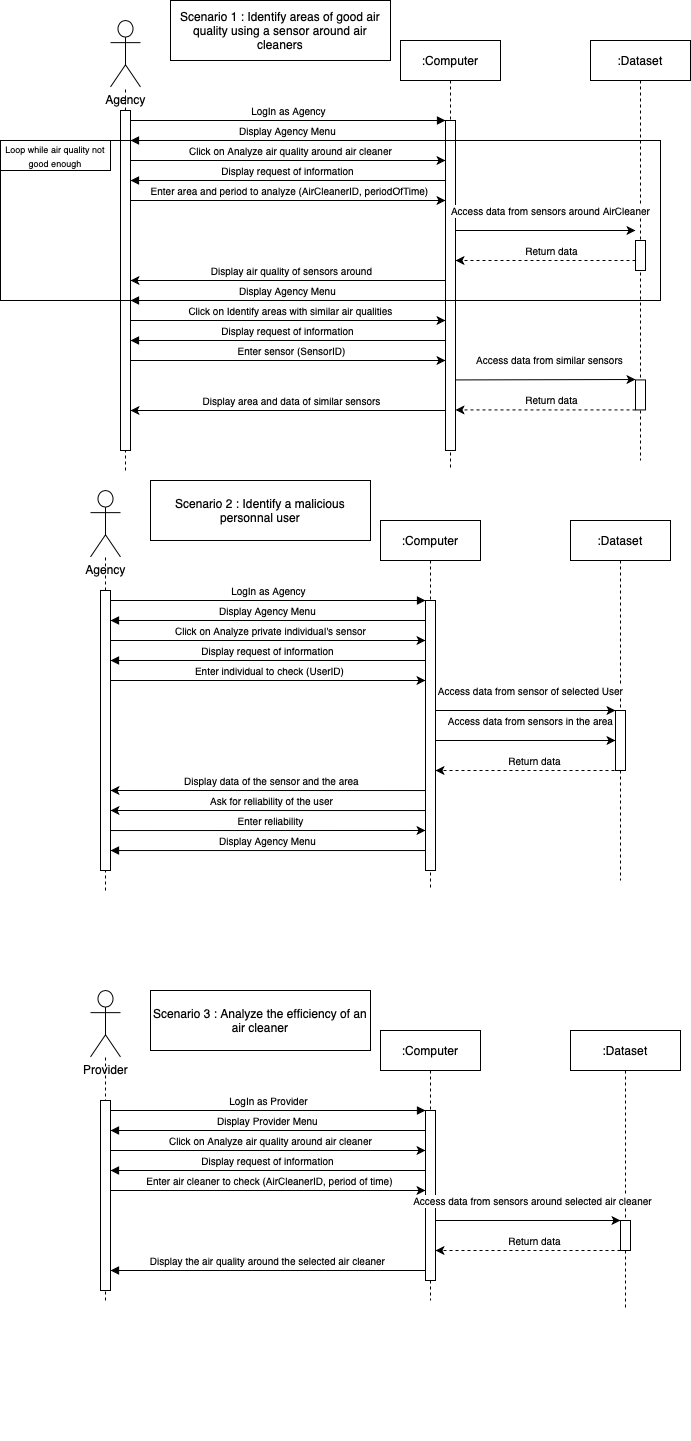 Scenario 1 : Identify areas of good air
quality using a sensor around air
cleaners
:Computer
:Dataset
Agency
LogIn as Agency
Display Agency Menu
Loop while air quality not
good enough
Click on Analyze air quality around air cleaner
Display request of information
Enter area and period to analyze (AirCleanerID, periodOfTime)
Access data from sensors around AirCleaner
Return data
Display air quality of sensors around
Display Agency Menu
Click on Identify areas with similar air qualities
Display request of information
Enter sensor (SensorID)
Access data from similar sensors
Return data
Display area and data of similar sensors
Scenario 2 : Identify a malicious
personnal user
:Computer
:Dataset
Agency
LogIn as Agency
Display Agency Menu
Click on Analyze private individual's sensor
Display request of information
Enter individual to check (UserID)
Access data from sensor of selected User
Access data from sensors in the area
Return data
Display data of the sensor and the area
Ask for reliability of the user
Enter reliability
Display Agency Menu
Scenario 3 : Analyze the efficiency of an
air cleaner
:Computer
:Dataset
Provider
LogIn as Provider
Display Provider Menu
Click on Analyze air quality around air cleaner
Display request of information
Enter air cleaner to check (AirCleanerID, period of time)
Access data from sensors around selected air cleaner
Return data
Display the air quality around the selected air cleaner